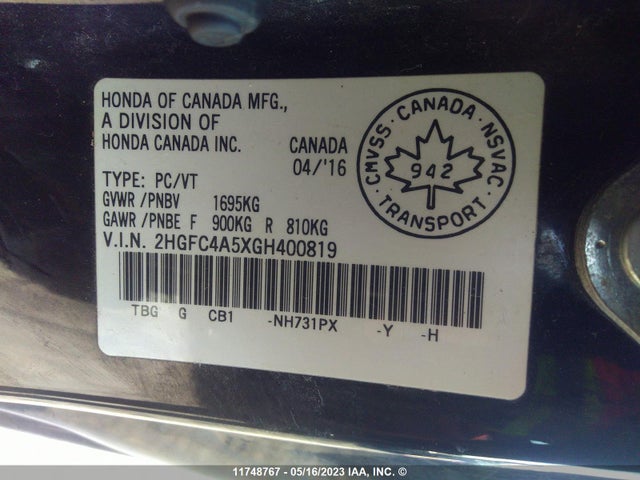 HONDA OF CANADA MFG.,
A DIVISION OF
HONDA CANADA INC.
CANADA
04/'16
CMVSS · CANADA · NSVAC · TRANSPORT ·
942
TYPE: PC/VT
GVWR /PNBV 1695KG
GAWR /PNBE F 900KG R 810KG
V.I.N. 2HGFC4A5XGH400819
TBG G CB1 -NH731PX -Y -H
11748767 - 05/16/2023 IAA, INC. ©